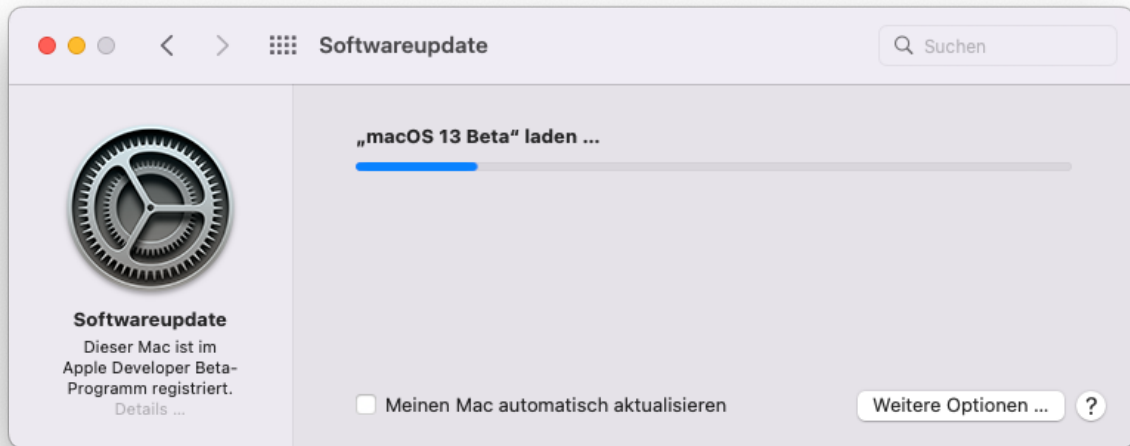 Softwareupdate
Suchen
„macOS 13 Beta“ laden ...
Softwareupdate
Dieser Mac ist im
Apple Developer Beta-
Programm registriert.
Details ...
Meinen Mac automatisch aktualisieren
Weitere Optionen ...
?